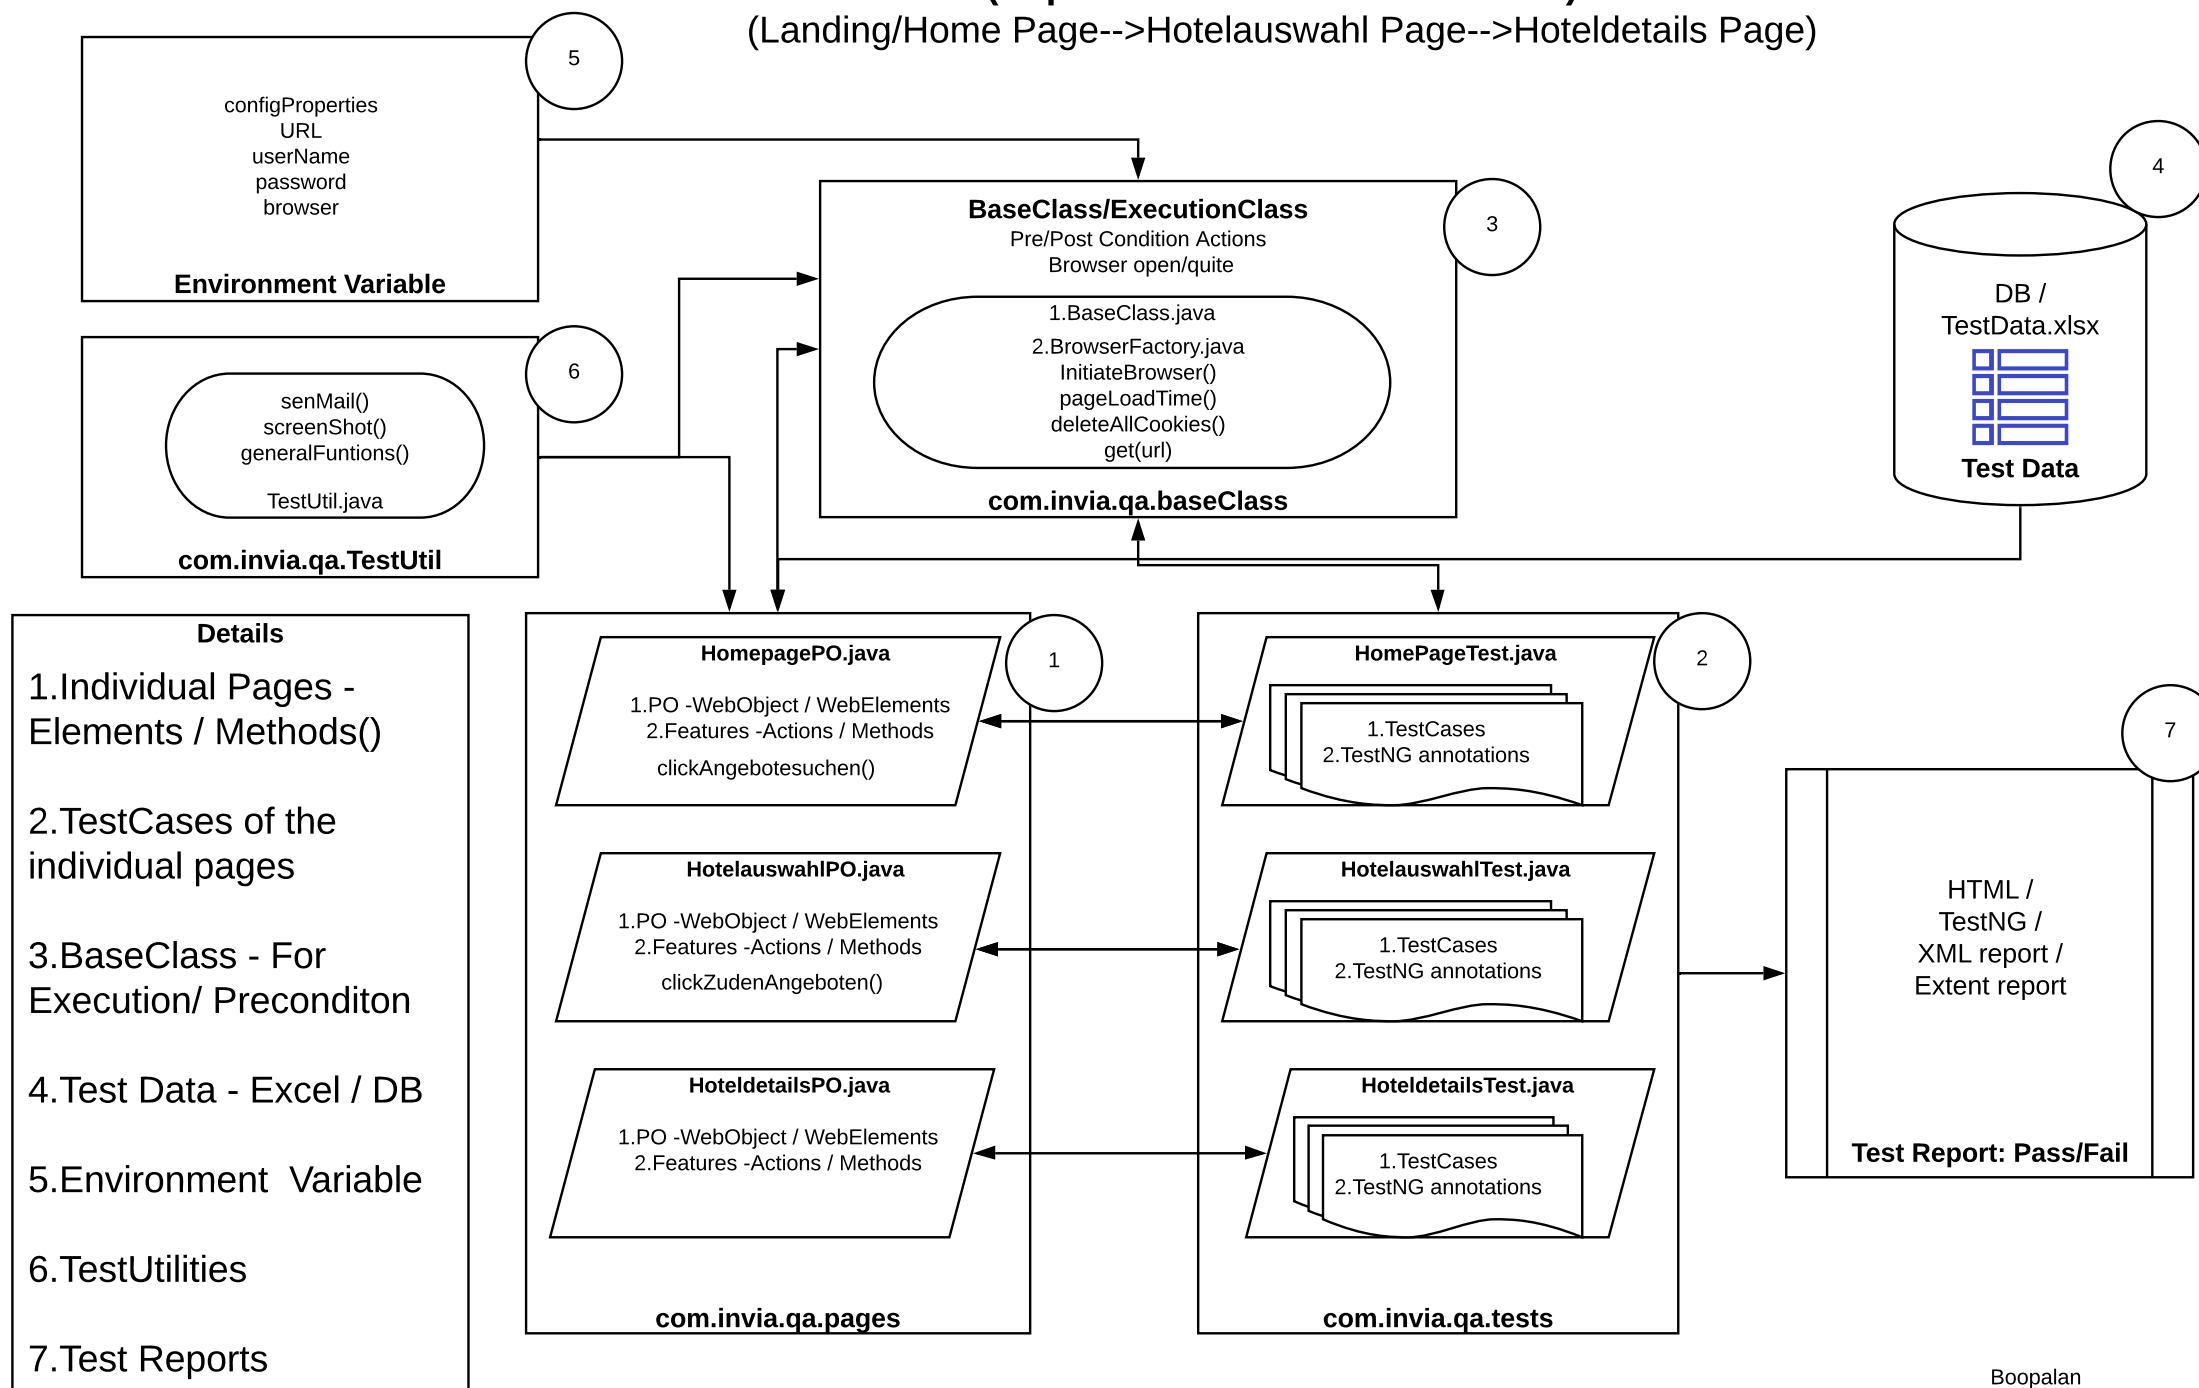 (Landing/Home Page-->Hotelauswahl Page-->Hoteldetails Page)
5
configProperties
URL
userName
password
browser
Environment Variable
6
senMail()
screenShot()
generalFuntions()
TestUtil.java
com.invia.qa.TestUtil
3
BaseClass/ExecutionClass
Pre/Post Condition Actions
Browser open/quite
1.BaseClass.java
2.BrowserFactory.java
InitiateBrowser()
pageLoadTime()
deleteAllCookies()
get(url)
com.invia.qa.baseClass
4
DB /
TestData.xlsx
Test Data
Details
1.Individual Pages -
Elements / Methods()
2.TestCases of the
individual pages
3.BaseClass - For
Execution/ Preconditon
4.Test Data - Excel / DB
5.Environment  Variable
6.TestUtilities
7.Test Reports
1
HomepagePO.java
1.PO -WebObject / WebElements
2.Features -Actions / Methods
clickAngebotesuchen()
HotelauswahlPO.java
1.PO -WebObject / WebElements
2.Features -Actions / Methods
clickZudenAngeboten()
HoteldetailsPO.java
1.PO -WebObject / WebElements
2.Features -Actions / Methods
com.invia.qa.pages
2
HomePageTest.java
1.TestCases
2.TestNG annotations
HotelauswahlTest.java
1.TestCases
2.TestNG annotations
HoteldetailsTest.java
1.TestCases
2.TestNG annotations
com.invia.qa.tests
7
HTML /
TestNG /
XML report /
Extent report
Test Report: Pass/Fail
Boopalan